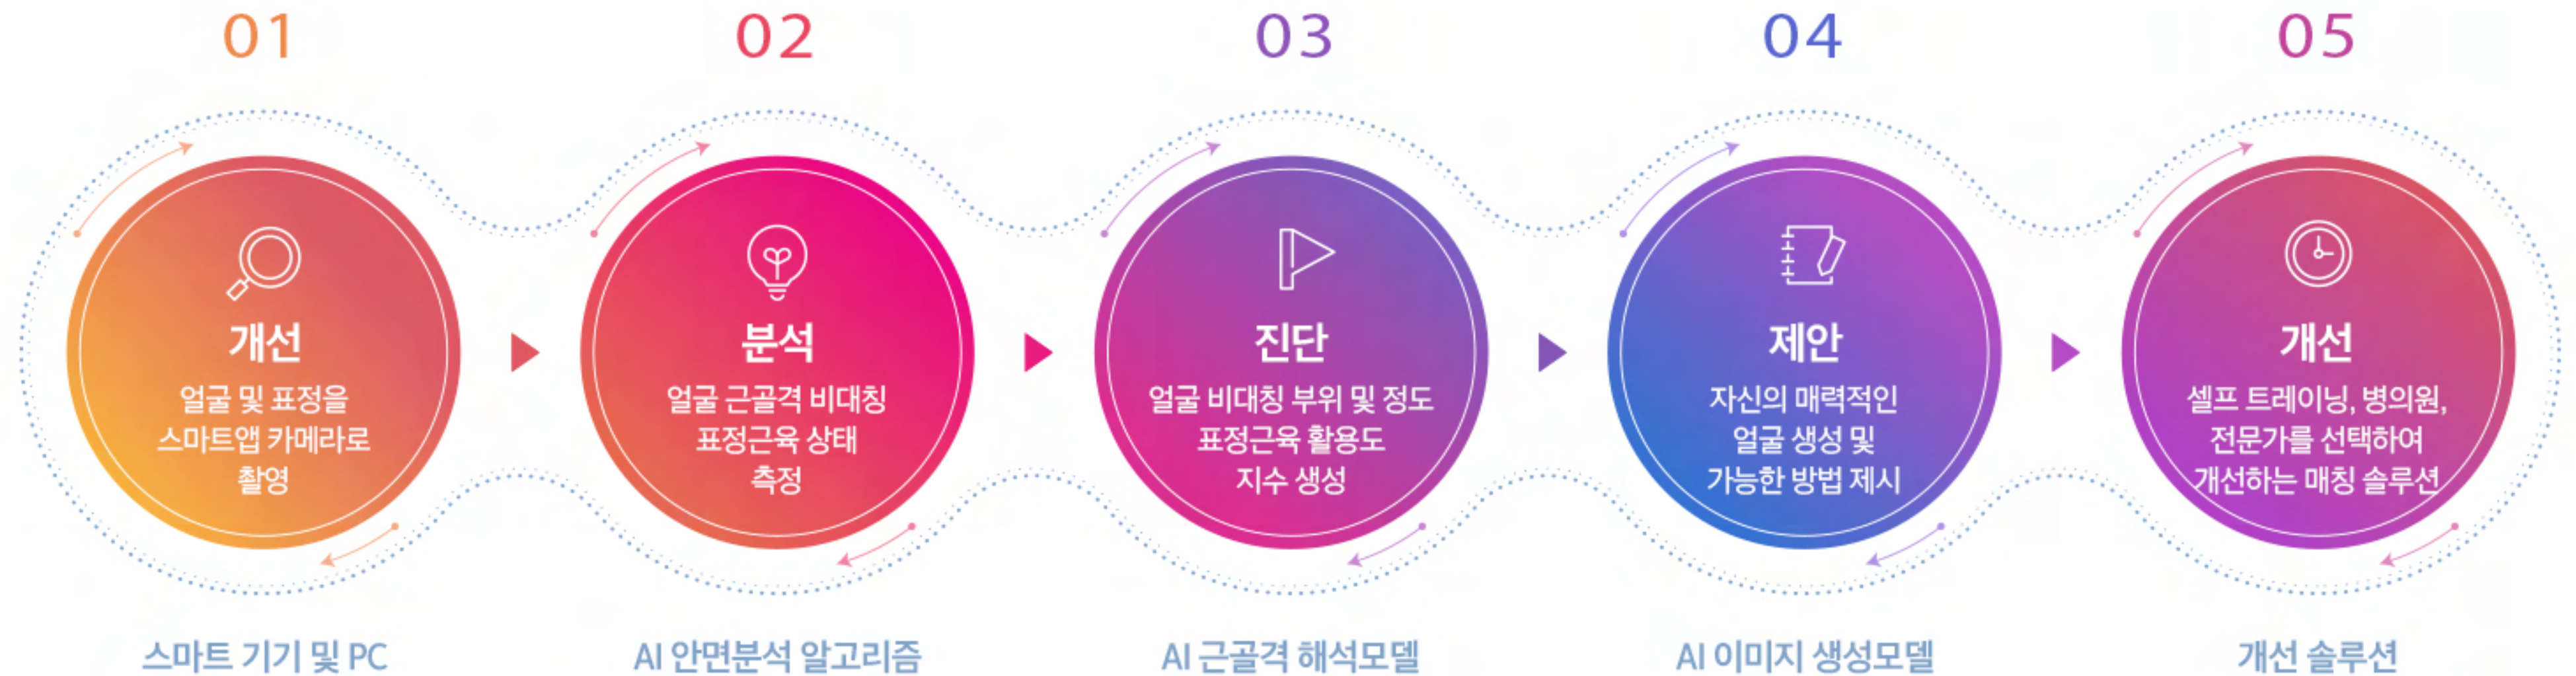 01
02
03
04
05
개선
얼굴 및 표정을
스마트앱 카메라로
촬영
분석
얼굴 근골격 비대칭
표정근육 상태
측정
진단
얼굴 비대칭 부위 및 정도
표정근육 활용도
지수 생성
제안
자신의 매력적인
얼굴 생성 및
가능한 방법 제시
개선
셀프 트레이닝, 병의원,
전문가를 선택하여
개선하는 매칭 솔루션
스마트 기기 및 PC
AI 안면분석 알고리즘
AI 근골격 해석모델
AI 이미지 생성모델
개선 솔루션